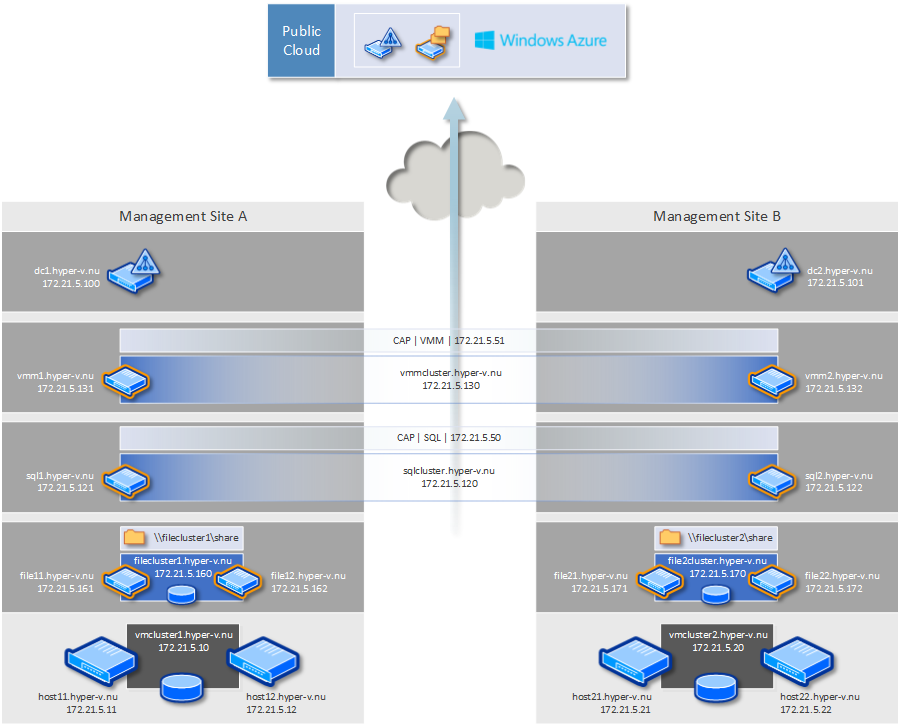 Public
Cloud
Windows Azure
Management Site A
Management Site B
dc1.hyper-v.nu
172.21.5.100
dc2.hyper-v.nu
172.21.5.101
CAP | VMM | 172.21.5.51
vmm1.hyper-v.nu
172.21.5.131
vmmcluster.hyper-v.nu
172.21.5.130
vmm2.hyper-v.nu
172.21.5.132
CAP | SQL | 172.21.5.50
sql1.hyper-v.nu
172.21.5.121
sqlcluster.hyper-v.nu
172.21.5.120
sql2.hyper-v.nu
172.21.5.122
\\filecluster1\share
filecluster1.hyper-v.nu
172.21.5.160
file11.hyper-v.nu
172.21.5.161
file12.hyper-v.nu
172.21.5.162
\\filecluster2\share
file2cluster.hyper-v.nu
172.21.5.170
file21.hyper-v.nu
172.21.5.171
file22.hyper-v.nu
172.21.5.172
vmcluster1.hyper-v.nu
172.21.5.10
host11.hyper-v.nu
172.21.5.11
host12.hyper-v.nu
172.21.5.12
vmcluster2.hyper-v.nu
172.21.5.20
host21.hyper-v.nu
172.21.5.21
host22.hyper-v.nu
172.21.5.22